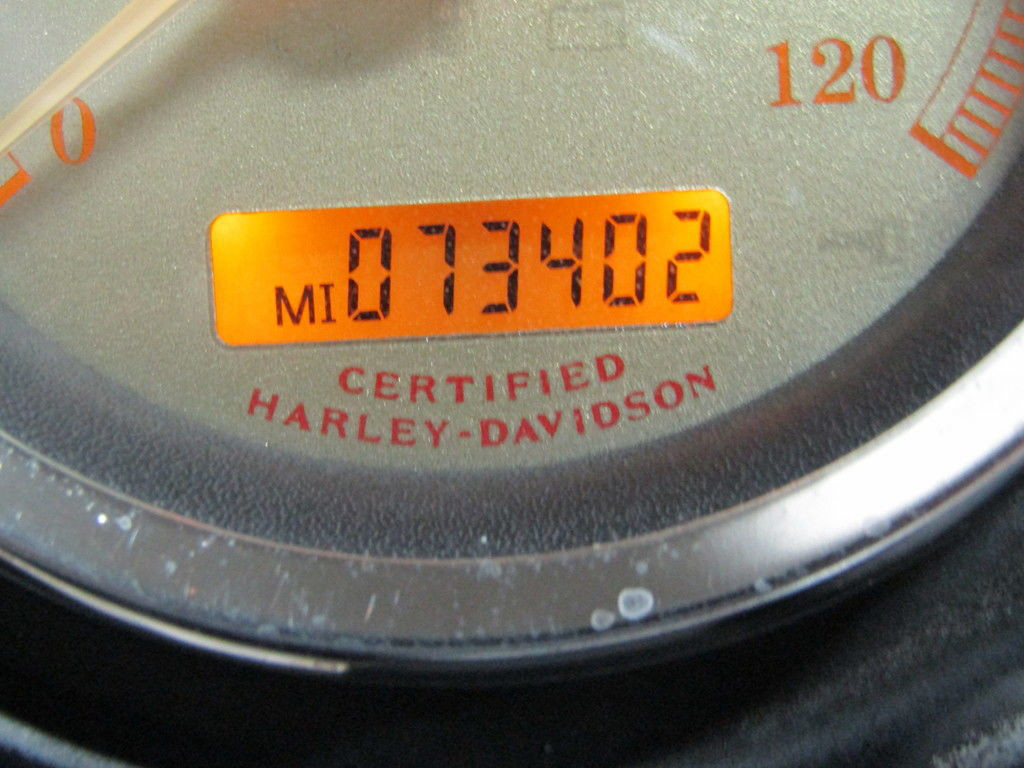 0
120
MI 073402
CERTIFIED
HARLEY-DAVIDSON